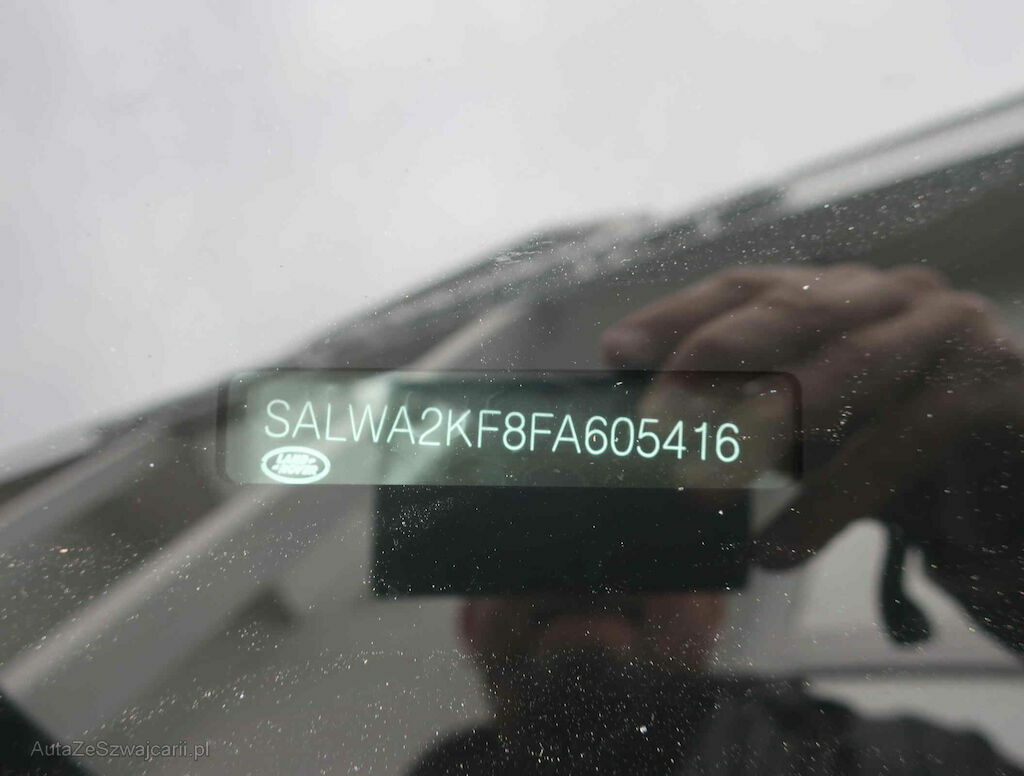 SALWA2KF8FA605416
LAND
ROVER
AutaZeSzwajcarii.pl